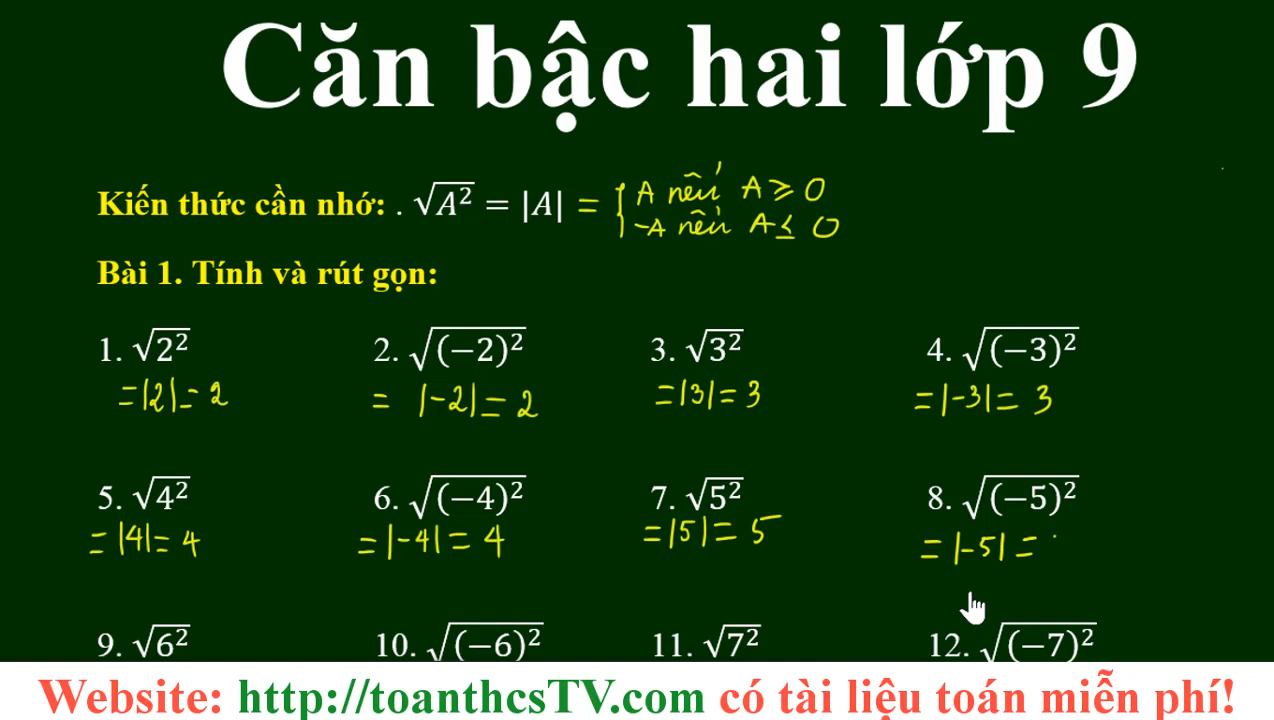 Căn bậc hai lớp 9
Kiến thức cần nhớ: . √A² = |A| = { A nếu A ⩾ 0
-A nếu A ≤ 0
Bài 1. Tính và rút gọn:
1. √2² 2. √(−2)² 3. √3² 4. √(−3)²
= |2| = 2 = |-2| = 2 = |3| = 3 = |-3| = 3
5. √4² 6. √(−4)² 7. √5² 8. √(−5)²
= |4| = 4 = |-4| = 4 = |5| = 5 = |-5| =
9. √6² 10. √(−6)² 11. √7² 12. √(−7)²
Website: http://toanthcsTV.com có tài liệu toán miễn phí!